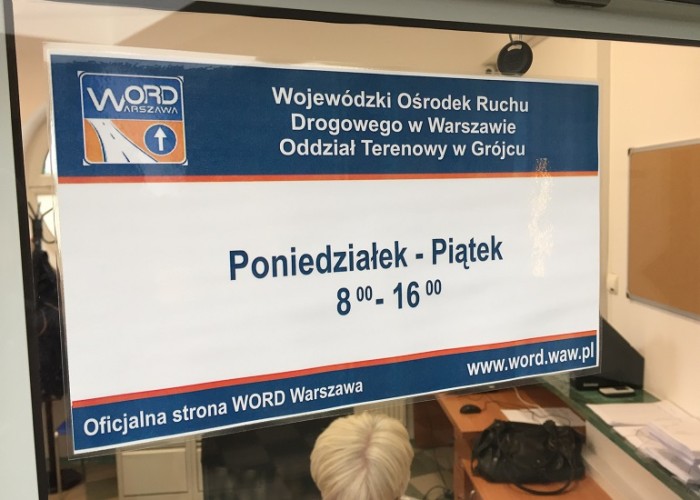 WORD
WARSZAWA
Wojewódzki Ośrodek Ruchu
Drogowego w Warszawie
Oddział Terenowy w Grójcu
Poniedziałek - Piątek
8 00 - 16 00
www.word.waw.pl
Oficjalna strona WORD Warszawa